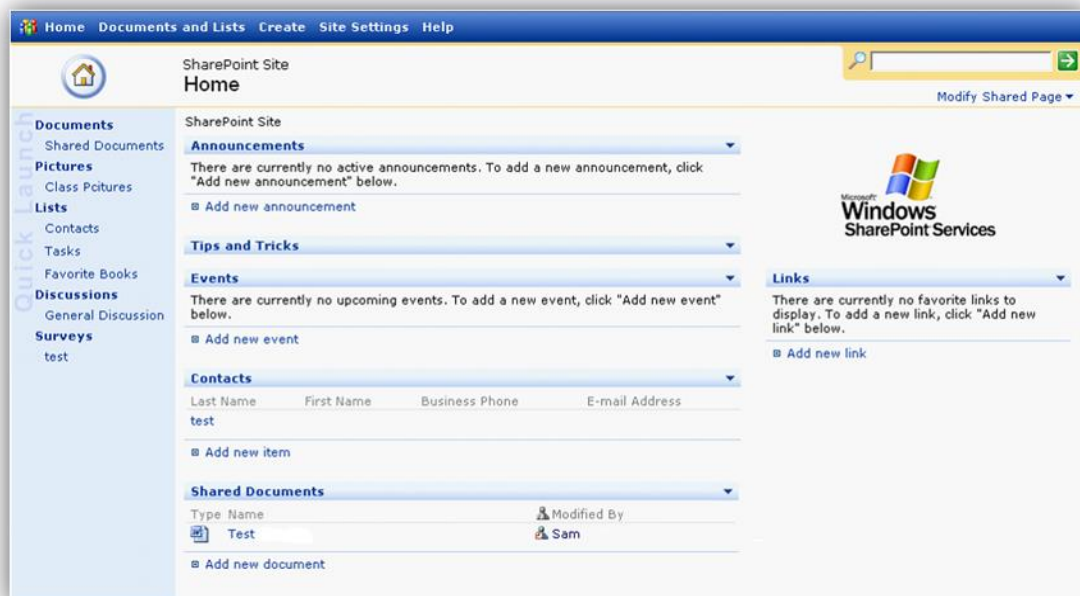 Home Documents and Lists Create Site Settings Help
SharePoint Site
Home
Modify Shared Page
Quick Launch
Documents
Shared Documents
Pictures
Class Pcitures
Lists
Contacts
Tasks
Favorite Books
Discussions
General Discussion
Surveys
test
SharePoint Site
Announcements
There are currently no active announcements. To add a new announcement, click
"Add new announcement" below.
Add new announcement
Tips and Tricks
Events
There are currently no upcoming events. To add a new event, click "Add new event"
below.
Add new event
Contacts
Last Name First Name Business Phone E-mail Address
test
Add new item
Shared Documents
Type Name Modified By
Test Sam
Add new document
Microsoft
Windows
SharePoint Services
Links
There are currently no favorite links to
display. To add a new link, click "Add new
link" below.
Add new link